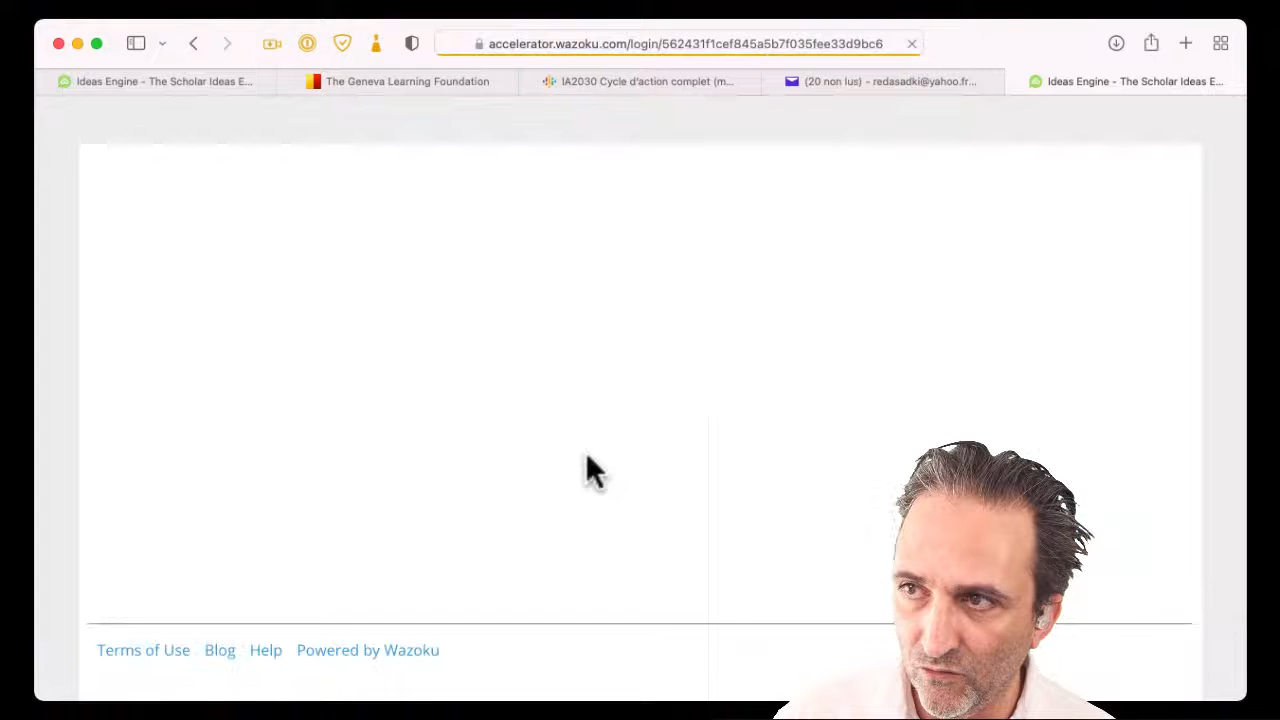 accelerator.wazoku.com/login/562431f1cef845a5b7f035fee33d9bc6
Ideas Engine - The Scholar Ideas E...
The Geneva Learning Foundation
IA2030 Cycle d'action complet (m...
(20 non lus) - redasadki@yahoo.fr...
Ideas Engine - The Scholar Ideas E...
Terms of Use Blog Help Powered by Wazoku